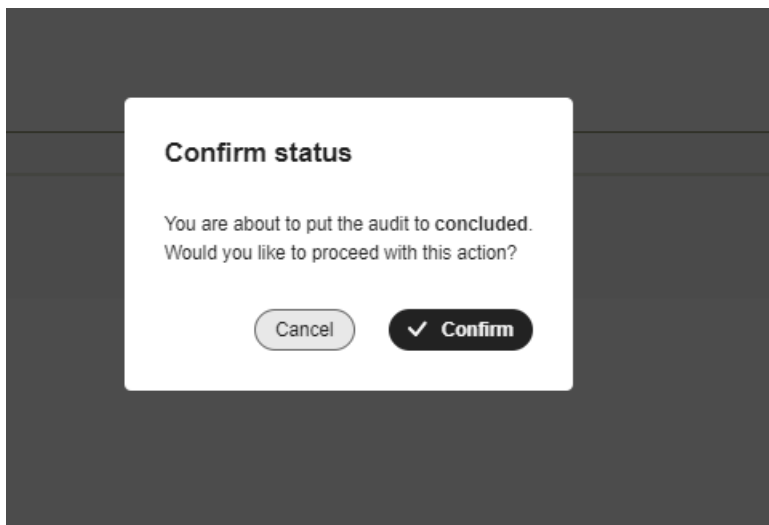 Confirm status
You are about to put the audit to concluded.
Would you like to proceed with this action?
Cancel
Confirm